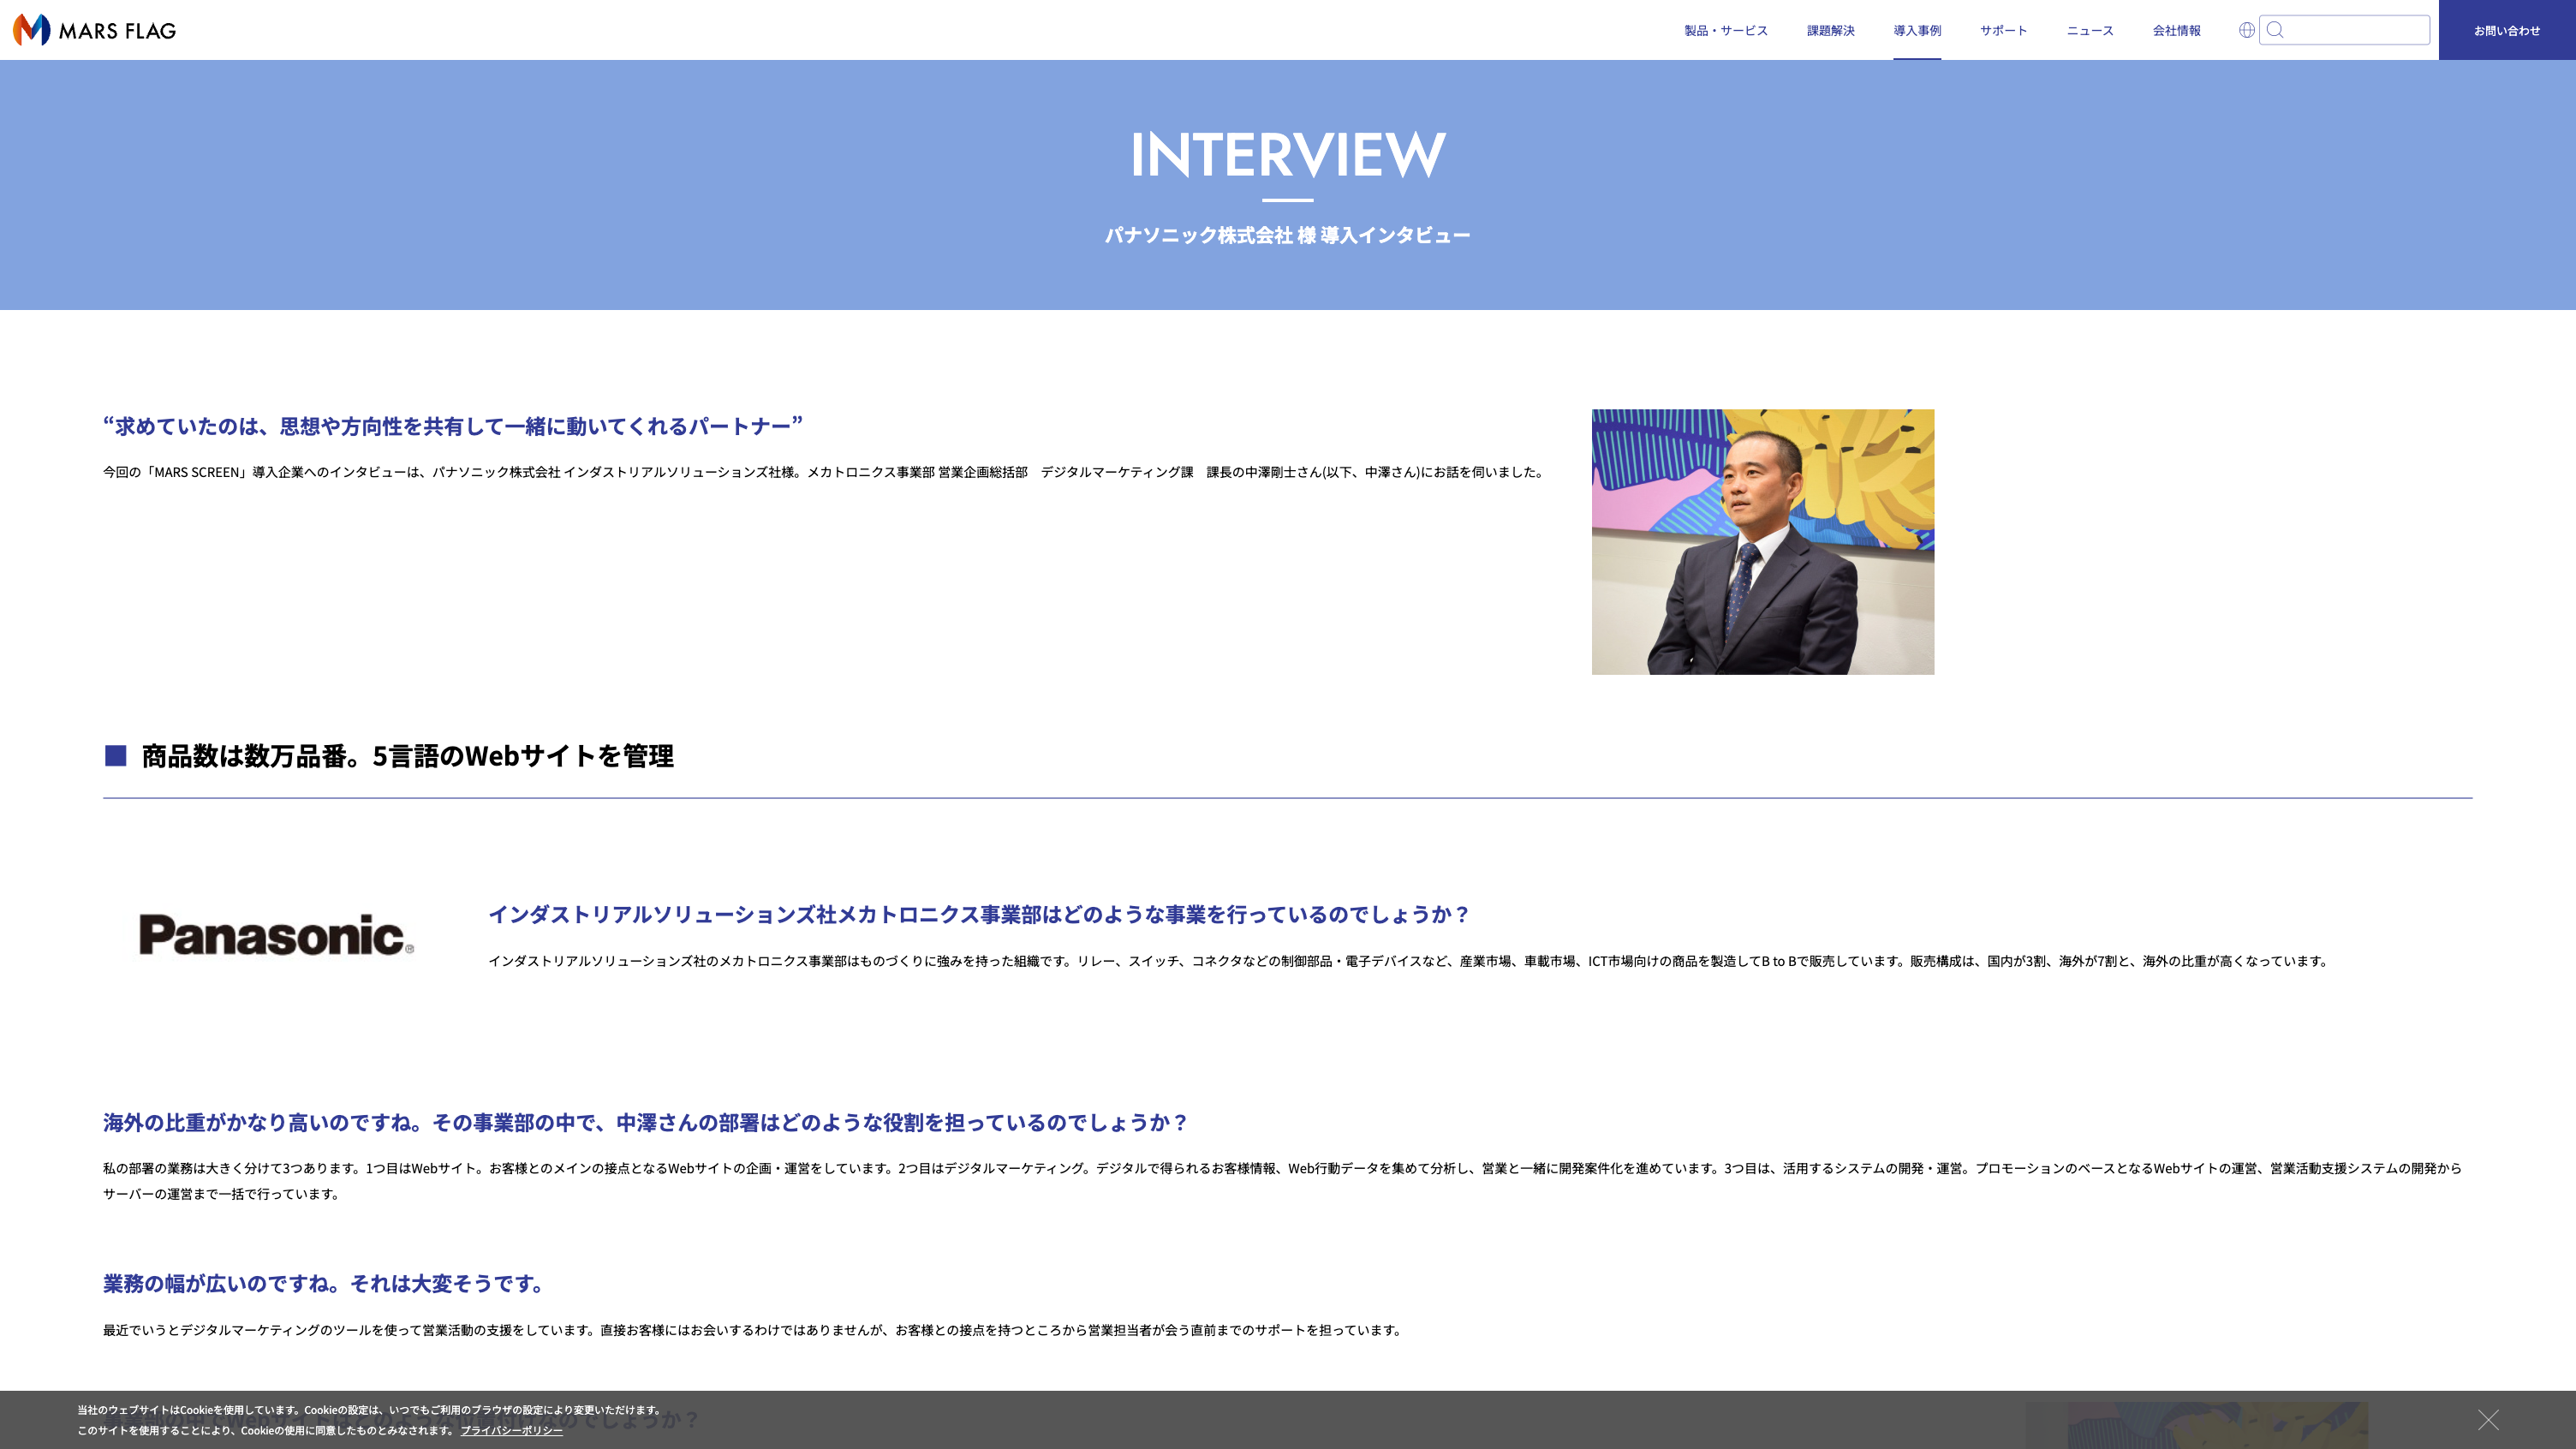 MARS FLAG
製品・サービス 課題解決 導入事例 サポート ニュース 会社情報 お問い合わせ
INTERVIEW
パナソニック株式会社 様 導入インタビュー
“求めていたのは、思想や方向性を共有して一緒に動いてくれるパートナー”
今回の「MARS SCREEN」導入企業へのインタビューは、パナソニック株式会社 インダストリアルソリューションズ社様。メカトロニクス事業部 営業企画総括部　デジタルマーケティング課　課長の中澤剛士さん(以下、中澤さん)にお話を伺いました。
■ 商品数は数万品番。5言語のWebサイトを管理
Panasonic®
インダストリアルソリューションズ社メカトロニクス事業部はどのような事業を行っているのでしょうか？
インダストリアルソリューションズ社のメカトロニクス事業部はものづくりに強みを持った組織です。リレー、スイッチ、コネクタなどの制御部品・電子デバイスなど、産業市場、車載市場、ICT市場向けの商品を製造してB to Bで販売しています。販売構成は、国内が3割、海外が7割と、海外の比重が高くなっています。
海外の比重がかなり高いのですね。その事業部の中で、中澤さんの部署はどのような役割を担っているのでしょうか？
私の部署の業務は大きく分けて3つあります。1つ目はWebサイト。お客様とのメインの接点となるWebサイトの企画・運営をしています。2つ目はデジタルマーケティング。デジタルで得られるお客様情報、Web行動データを集めて分析し、営業と一緒に開発案件化を進めています。3つ目は、活用するシステムの開発・運営。プロモーションのベースとなるWebサイトの運営、営業活動支援システムの開発から
サーバーの運営まで一括で行っています。
業務の幅が広いのですね。それは大変そうです。
最近でいうとデジタルマーケティングのツールを使って営業活動の支援をしています。直接お客様にはお会いするわけではありませんが、お客様との接点を持つところから営業担当者が会う直前までのサポートを担っています。
当社のウェブサイトはCookieを使用しています。Cookieの設定は、いつでもご利用のブラウザの設定により変更いただけます。
事業部の中でWebサイトはどのような位置付けなのでしょうか？
このサイトを使用することにより、Cookieの使用に同意したものとみなされます。 プライバシーポリシー